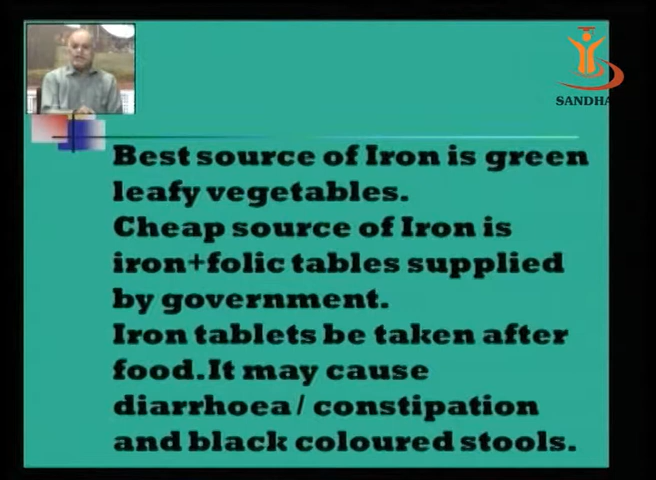 SANDHA
Best source of Iron is green
leafy vegetables.
Cheap source of Iron is
iron+folic tables supplied
by government.
Iron tablets be taken after
food.It may cause
diarrhoea/ constipation
and black coloured stools.